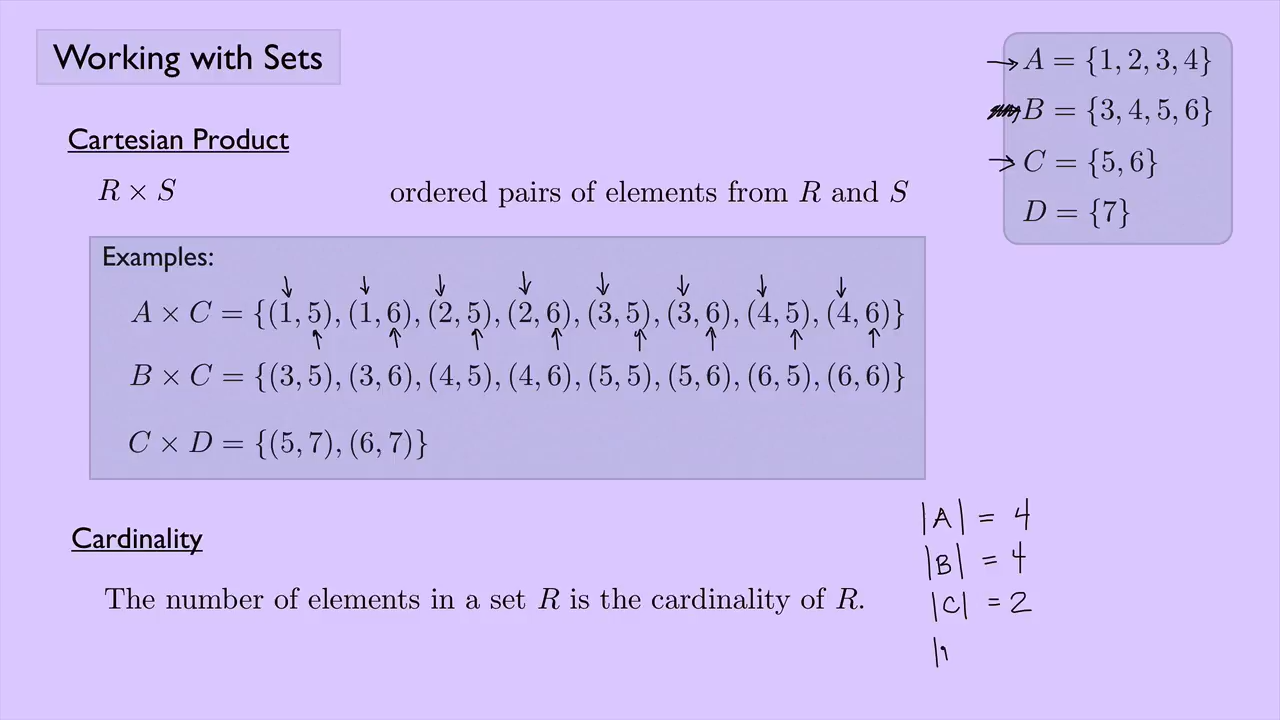 Working with Sets
A = {1, 2, 3, 4}
B = {3, 4, 5, 6}
C = {5, 6}
D = {7}
Cartesian Product
R × S ordered pairs of elements from R and S
Examples:
A × C = {(1, 5), (1, 6), (2, 5), (2, 6), (3, 5), (3, 6), (4, 5), (4, 6)}
B × C = {(3, 5), (3, 6), (4, 5), (4, 6), (5, 5), (5, 6), (6, 5), (6, 6)}
C × D = {(5, 7), (6, 7)}
Cardinality
The number of elements in a set R is the cardinality of R.
|A| = 4
|B| = 4
|C| = 2